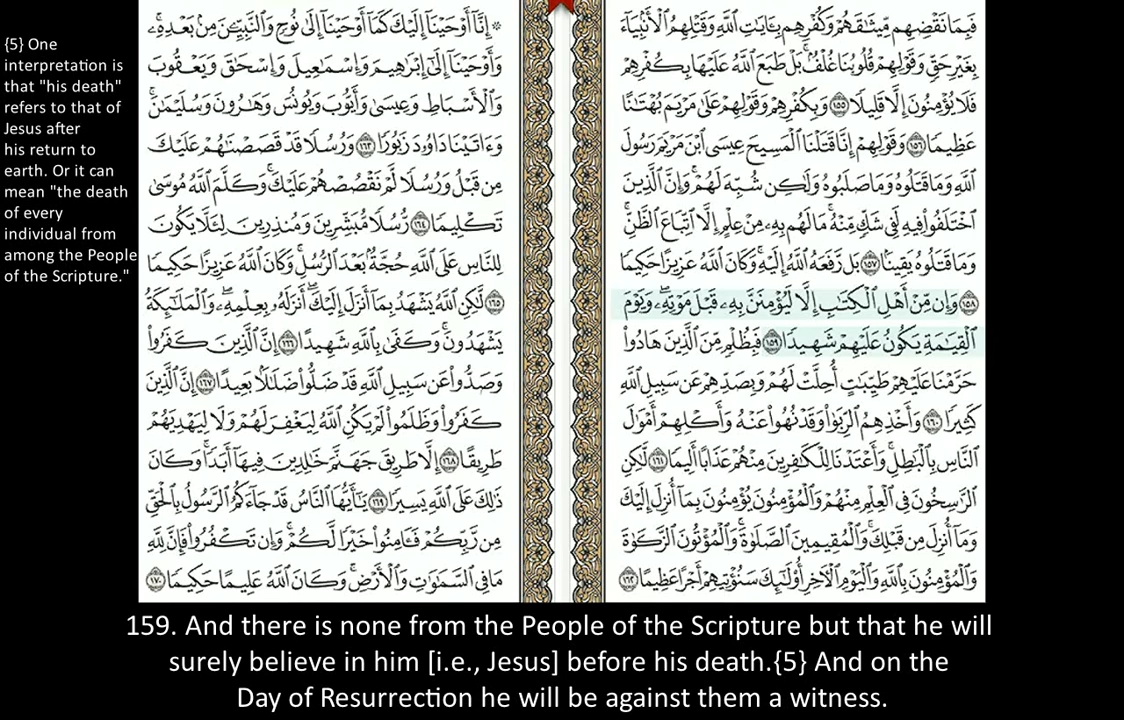 {5} One
interpretation is
that "his death"
refers to that of
Jesus after
his return to
earth. Or it can
mean "the death
of every
individual from
among the People
of the Scripture."
فَبِمَا نَقْضِهِم مِّيثَٰقَهُمْ وَكُفْرِهِم بِـَٔايَٰتِ ٱللَّهِ وَقَتْلِهِمُ ٱلْأَنۢبِيَآءَ
بِغَيْرِ حَقٍّ وَقَوْلِهِمْ قُلُوبُنَا غُلْفٌۢ ۚ بَلْ طَبَعَ ٱللَّهُ عَلَيْهَا بِكُفْرِهِمْ
فَلَا يُؤْمِنُونَ إِلَّا قَلِيلًا ١٥٥ وَبِكُفْرِهِمْ وَقَوْلِهِمْ عَلَىٰ مَرْيَمَ بُهْتَٰنًا
عَظِيمًا ١٥٦ وَقَوْلِهِمْ إِنَّا قَتَلْنَا ٱلْمَسِيحَ عِيسَى ٱبْنَ مَرْيَمَ رَسُولَ
ٱللَّهِ وَمَا قَتَلُوهُ وَمَا صَلَبُوهُ وَلَٰكِن شُبِّهَ لَهُمْ ۚ وَإِنَّ ٱلَّذِينَ
ٱخْتَلَفُوا۟ فِيهِ لَفِى شَكٍّ مِّنْهُ ۚ مَا لَهُم بِهِۦ مِنْ عِلْمٍ إِلَّا ٱتِّبَاعَ ٱلظَّنِّ ۚ
وَمَا قَتَلُوهُ يَقِينًۢا ١٥٧ بَل رَّفَعَهُ ٱللَّهُ إِلَيْهِ ۚ وَكَانَ ٱللَّهُ عَزِيزًا حَكِيمًا
١٥٨ وَإِن مِّنْ أَهْلِ ٱلْكِتَٰبِ إِلَّا لَيُؤْمِنَنَّ بِهِۦ قَبْلَ مَوْتِهِۦ ۖ وَيَوْمَ
ٱلْقِيَٰمَةِ يَكُونُ عَلَيْهِمْ شَهِيدًا ١٥٩ فَبِظُلْمٍ مِّنَ ٱلَّذِينَ هَادُوا۟
حَرَّمْنَا عَلَيْهِمْ طَيِّبَٰتٍ أُحِلَّتْ لَهُمْ وَبِصَدِّهِمْ عَن سَبِيلِ ٱللَّهِ
كَثِيرًا ١٦٠ وَأَخْذِهِمُ ٱلرِّبَوٰا۟ وَقَدْ نُهُوا۟ عَنْهُ وَأَكْلِهِمْ أَمْوَٰلَ
ٱلنَّاسِ بِٱلْبَٰطِلِ ۚ وَأَعْتَدْنَا لِلْكَٰفِرِينَ مِنْهُمْ عَذَابًا أَلِيمًا ١٦١ لَّٰكِنِ
ٱلرَّٰسِخُونَ فِى ٱلْعِلْمِ مِنْهُمْ وَٱلْمُؤْمِنُونَ يُؤْمِنُونَ بِمَآ أُنزِلَ إِلَيْكَ
وَمَآ أُنزِلَ مِن قَبْلِكَ ۚ وَٱلْمُقِيمِينَ ٱلصَّلَوٰةَ ۚ وَٱلْمُؤْتُونَ ٱلزَّكَوٰةَ
وَٱلْمُؤْمِنُونَ بِٱللَّهِ وَٱلْيَوْمِ ٱلْـَٔاخِرِ أُو۟لَٰٓئِكَ سَنُؤْتِيهِمْ أَجْرًا عَظِيمًا ١٦٢
۞ إِنَّآ أَوْحَيْنَآ إِلَيْكَ كَمَآ أَوْحَيْنَآ إِلَىٰ نُوحٍ وَٱلنَّبِيِّـۧنَ مِنۢ بَعْدِهِۦ ۚ
وَأَوْحَيْنَآ إِلَىٰٓ إِبْرَٰهِيمَ وَإِسْمَٰعِيلَ وَإِسْحَٰقَ وَيَعْقُوبَ
وَٱلْأَسْبَاطِ وَعِيسَىٰ وَأَيُّوبَ وَيُونُسَ وَهَٰرُونَ وَسُلَيْمَٰنَ ۚ
وَءَاتَيْنَا دَاوُۥدَ زَبُورًا ١٦٣ وَرُسُلًا قَدْ قَصَصْنَٰهُمْ عَلَيْكَ
مِن قَبْلُ وَرُسُلًا لَّمْ نَقْصُصْهُمْ عَلَيْكَ ۚ وَكَلَّمَ ٱللَّهُ مُوسَىٰ
تَكْلِيمًا ١٦٤ رُّسُلًا مُّبَشِّرِينَ وَمُنذِرِينَ لِئَلَّا يَكُونَ
لِلنَّاسِ عَلَى ٱللَّهِ حُجَّةٌۢ بَعْدَ ٱلرُّسُلِ ۚ وَكَانَ ٱللَّهُ عَزِيزًا حَكِيمًا
١٦٥ لَّٰكِنِ ٱللَّهُ يَشْهَدُ بِمَآ أَنزَلَ إِلَيْكَ ۖ أَنزَلَهُۥ بِعِلْمِهِۦ ۖ وَٱلْمَلَٰٓئِكَةُ
يَشْهَدُونَ ۚ وَكَفَىٰ بِٱللَّهِ شَهِيدًا ١٦٦ إِنَّ ٱلَّذِينَ كَفَرُوا۟
وَصَدُّوا۟ عَن سَبِيلِ ٱللَّهِ قَدْ ضَلُّوا۟ ضَلَٰلًۢا بَعِيدًا ١٦٧ إِنَّ ٱلَّذِينَ
كَفَرُوا۟ وَظَلَمُوا۟ لَمْ يَكُنِ ٱللَّهُ لِيَغْفِرَ لَهُمْ وَلَا لِيَهْدِيَهُمْ
طَرِيقًا ١٦٨ إِلَّا طَرِيقَ جَهَنَّمَ خَٰلِدِينَ فِيهَآ أَبَدًا ۚ وَكَانَ
ذَٰلِكَ عَلَى ٱللَّهِ يَسِيرًا ١٦٩ يَٰٓأَيُّهَا ٱلنَّاسُ قَدْ جَآءَكُمُ ٱلرَّسُولُ بِٱلْحَقِّ
مِن رَّبِّكُمْ فَـَٔامِنُوا۟ خَيْرًا لَّكُمْ ۚ وَإِن تَكْفُرُوا۟ فَإِنَّ لِلَّهِ
مَا فِى ٱلسَّمَٰوَٰتِ وَٱلْأَرْضِ ۚ وَكَانَ ٱللَّهُ عَلِيمًا حَكِيمًا ١٧٠
159. And there is none from the People of the Scripture but that he will
surely believe in him [i.e., Jesus] before his death.{5} And on the
Day of Resurrection he will be against them a witness.